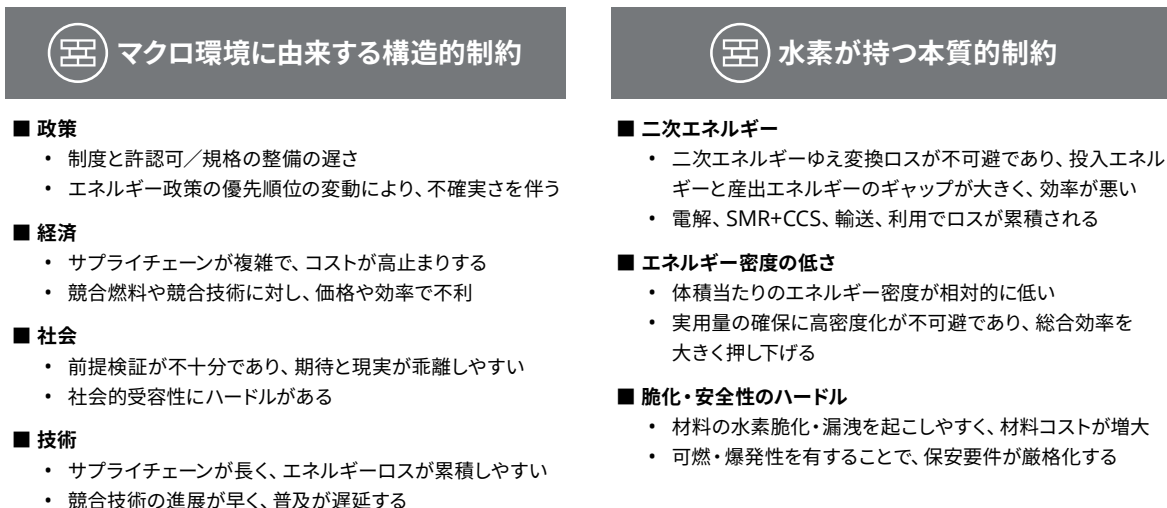 マクロ環境に由来する構造的制約
■ 政策
• 制度と許認可／規格の整備の遅さ
• エネルギー政策の優先順位の変動により、不確実さを伴う
■ 経済
• サプライチェーンが複雑で、コストが高止まりする
• 競合燃料や競合技術に対し、価格や効率で不利
■ 社会
• 前提検証が不十分であり、期待と現実が乖離しやすい
• 社会的受容性にハードルがある
■ 技術
• サプライチェーンが長く、エネルギーロスが累積しやすい
• 競合技術の進展が早く、普及が遅延する
水素が持つ本質的制約
■ 二次エネルギー
• 二次エネルギーゆえ変換ロスが不可避であり、投入エネル
ギーと産出エネルギーのギャップが大きく、効率が悪い
• 電解、SMR+CCS、輸送、利用でロスが累積される
■ エネルギー密度の低さ
• 体積当たりのエネルギー密度が相対的に低い
• 実用量の確保に高密度化が不可避であり、総合効率を
大きく押し下げる
■ 脆化・安全性のハードル
• 材料の水素脆化・漏洩を起こしやすく、材料コストが増大
• 可燃・爆発性を有することで、保安要件が厳格化する